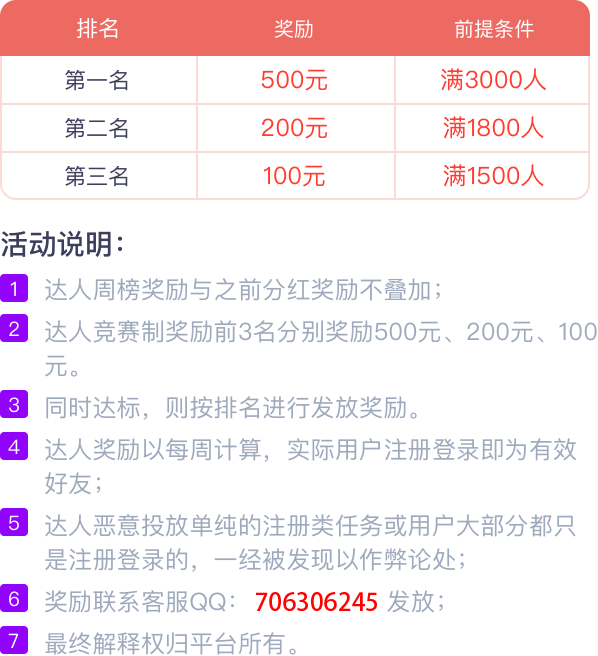 排名 奖励 前提条件
第一名 500元 满3000人
第二名 200元 满1800人
第三名 100元 满1500人
活动说明：
1 达人周榜奖励与之前分红奖励不叠加；
2 达人竞赛制奖励前3名分别奖励500元、200元、100
元。
3 同时达标，则按排名进行发放奖励。
4 达人奖励以每周计算，实际用户注册登录即为有效
好友；
5 达人恶意投放单纯的注册类任务或用户大部分都只
是注册登录的，一经被发现以作弊论处；
6 奖励联系客服QQ： 706306245 发放；
7 最终解释权归平台所有。